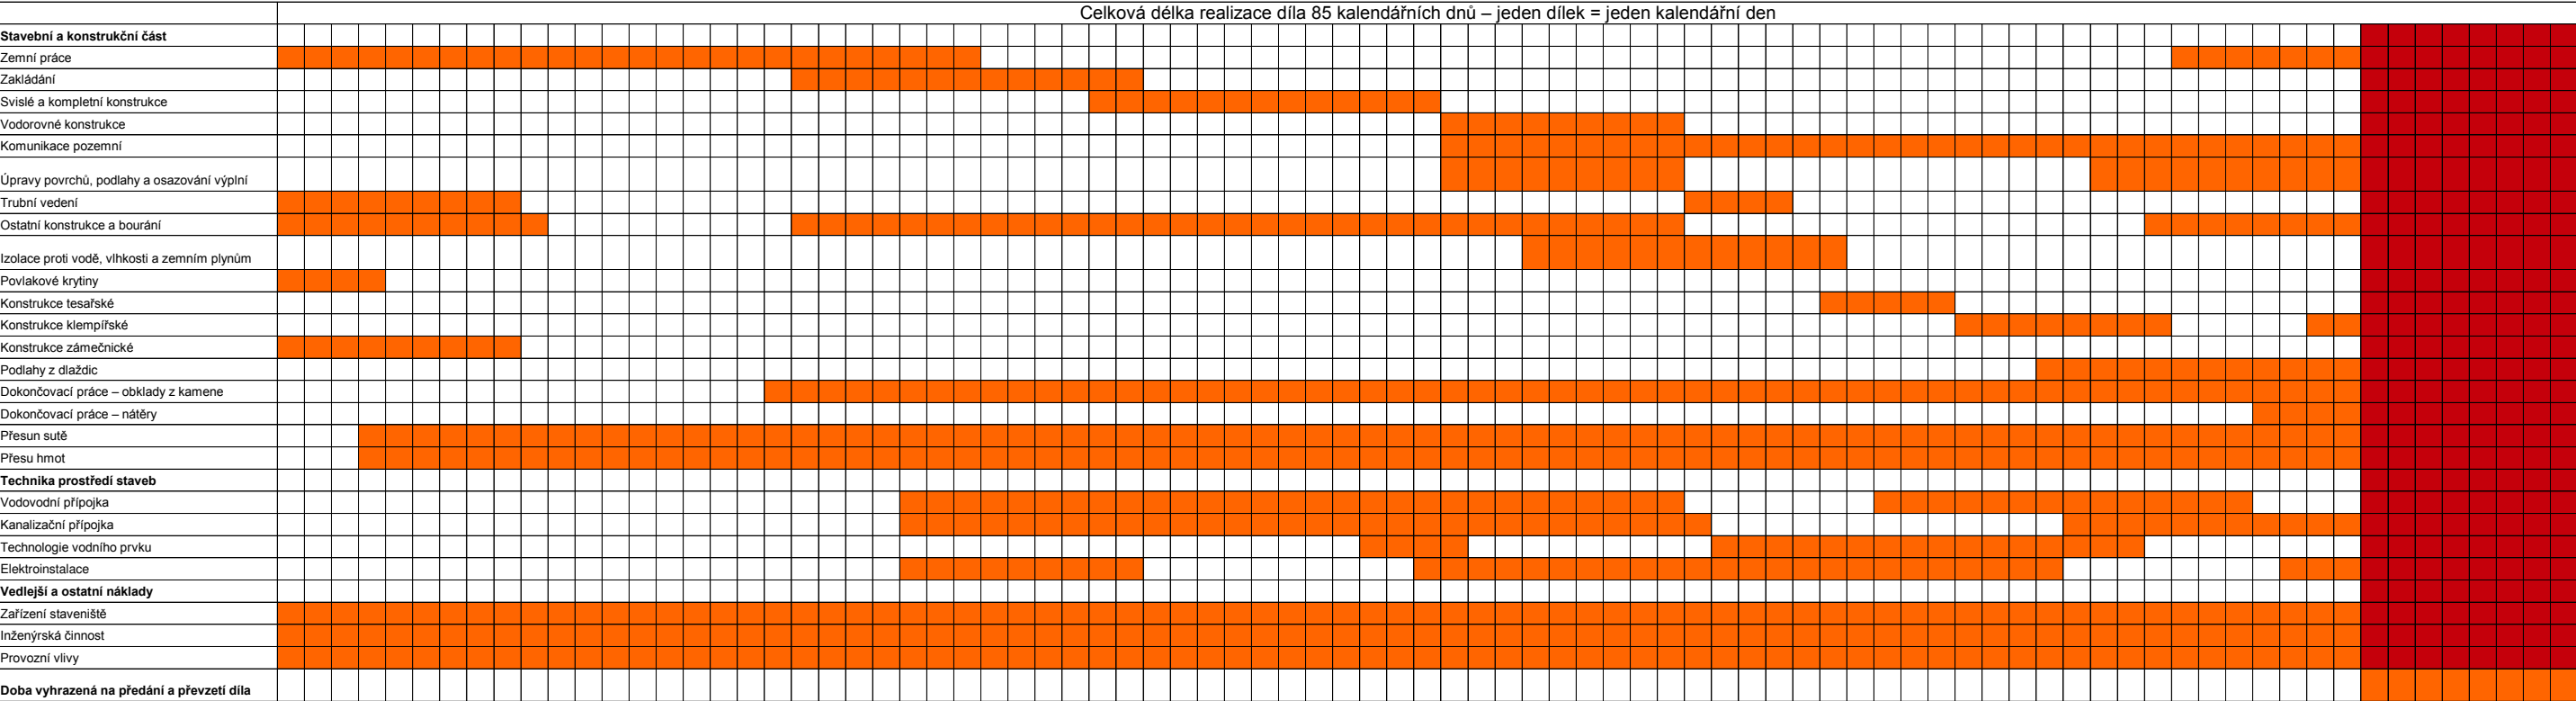 Celková délka realizace díla 85 kalendářních dnů – jeden dílek = jeden kalendářní den
Stavební a konstrukční část
Zemní práce
Zakládání
Svislé a kompletní konstrukce
Vodorovné konstrukce
Komunikace pozemní
Úpravy povrchů, podlahy a osazování výplní
Trubní vedení
Ostatní konstrukce a bourání
Izolace proti vodě, vlhkosti a zemním plynům
Povlakové krytiny
Konstrukce tesařské
Konstrukce klempířské
Konstrukce zámečnické
Podlahy z dlaždic
Dokončovací práce – obklady z kamene
Dokončovací práce – nátěry
Přesun sutě
Přesu hmot
Technika prostředí staveb
Vodovodní přípojka
Kanalizační přípojka
Technologie vodního prvku
Elektroinstalace
Vedlejší a ostatní náklady
Zařízení staveniště
Inženýrská činnost
Provozní vlivy
Doba vyhrazená na předání a převzetí díla